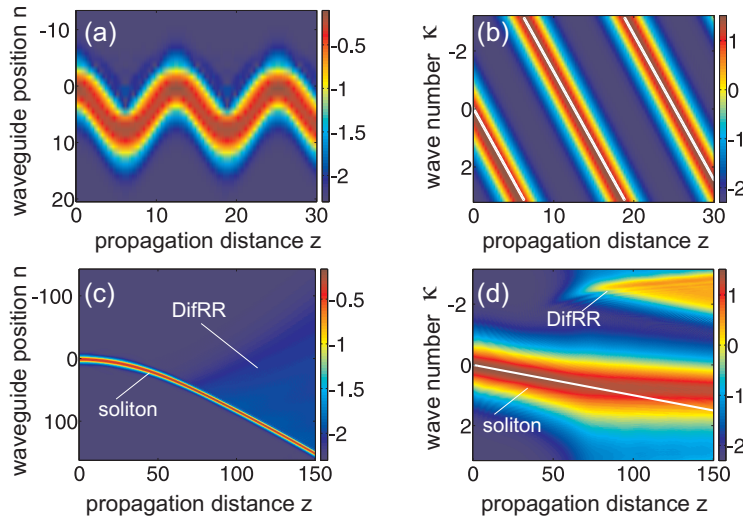 (a)
waveguide position n
-10
0
10
20
0 10 20 30
propagation distance z
-0.5
-1
-1.5
-2
(b)
wave number κ
-2
0
2
0 10 20 30
propagation distance z
1
0
-1
-2
(c)
waveguide position n
-100
0
100
DifRR
soliton
0 50 100 150
propagation distance z
-0.5
-1
-1.5
-2
(d)
wave number κ
-2
0
2
DifRR
soliton
0 50 100 150
propagation distance z
1
0
-1
-2